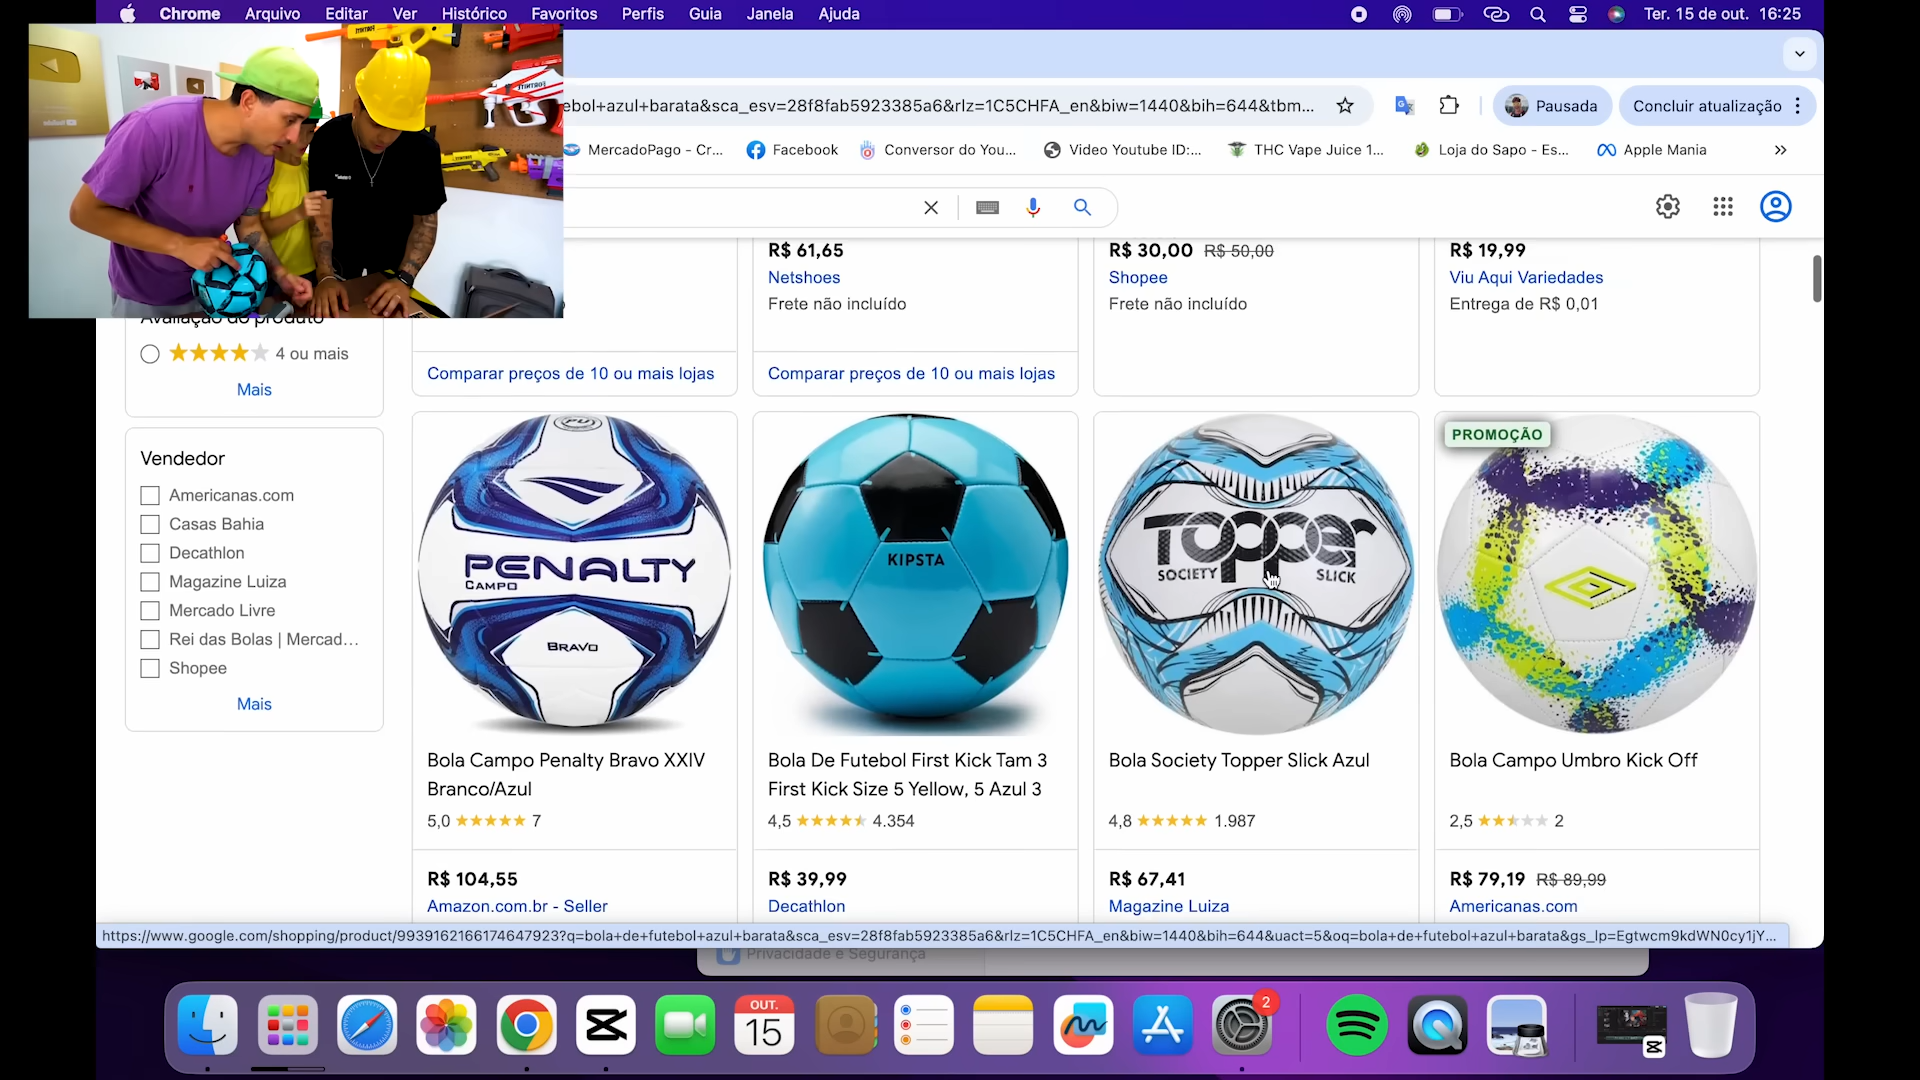 Chrome Arquivo Editar Ver Histórico Favoritos Perfis Guia Janela Ajuda Ter. 15 de out. 16:25
ebol+azul+barata&sca_esv=28f8fab5923385a6&rlz=1C5CHFA_en&biw=1440&bih=644&tbm... Pausada Concluir atualização
MercadoPago - Cr... Facebook Conversor do You... Video Youtube ID:... THC Vape Juice 1... Loja do Sapo - Es... Apple Mania
R$ 61,65
Netshoes
Frete não incluído
R$ 30,00 R$ 50,00
Shopee
Frete não incluído
R$ 19,99
Viu Aqui Variedades
Entrega de R$ 0,01
Comparar preços de 10 ou mais lojas
Comparar preços de 10 ou mais lojas
Avaliação do produto
4 ou mais
Mais
Vendedor
Americanas.com
Casas Bahia
Decathlon
Magazine Luiza
Mercado Livre
Rei das Bolas | Mercad...
Shopee
Mais
PENALTY
CAMPO
BRAVO
Bola Campo Penalty Bravo XXIV
Branco/Azul
5,0 7
R$ 104,55
Amazon.com.br - Seller
KIPSTA
Bola De Futebol First Kick Tam 3
First Kick Size 5 Yellow, 5 Azul 3
4,5 4.354
R$ 39,99
Decathlon
TOPPER
SOCIETY SLICK
Bola Society Topper Slick Azul
4,8 1.987
R$ 67,41
Magazine Luiza
PROMOÇÃO
Bola Campo Umbro Kick Off
2,5 2
R$ 79,19 R$ 89,99
Americanas.com
https://www.google.com/shopping/product/9939162166174647923?q=bola+de+futebol+azul+barata&sca_esv=28f8fab5923385a6&rlz=1C5CHFA_en&biw=1440&bih=644&uact=5&oq=bola+de+futebol+azul+barata&gs_lp=Egtwcm9kdWN0cy1jY...
Privacidade e Segurança
OUT.
15
2